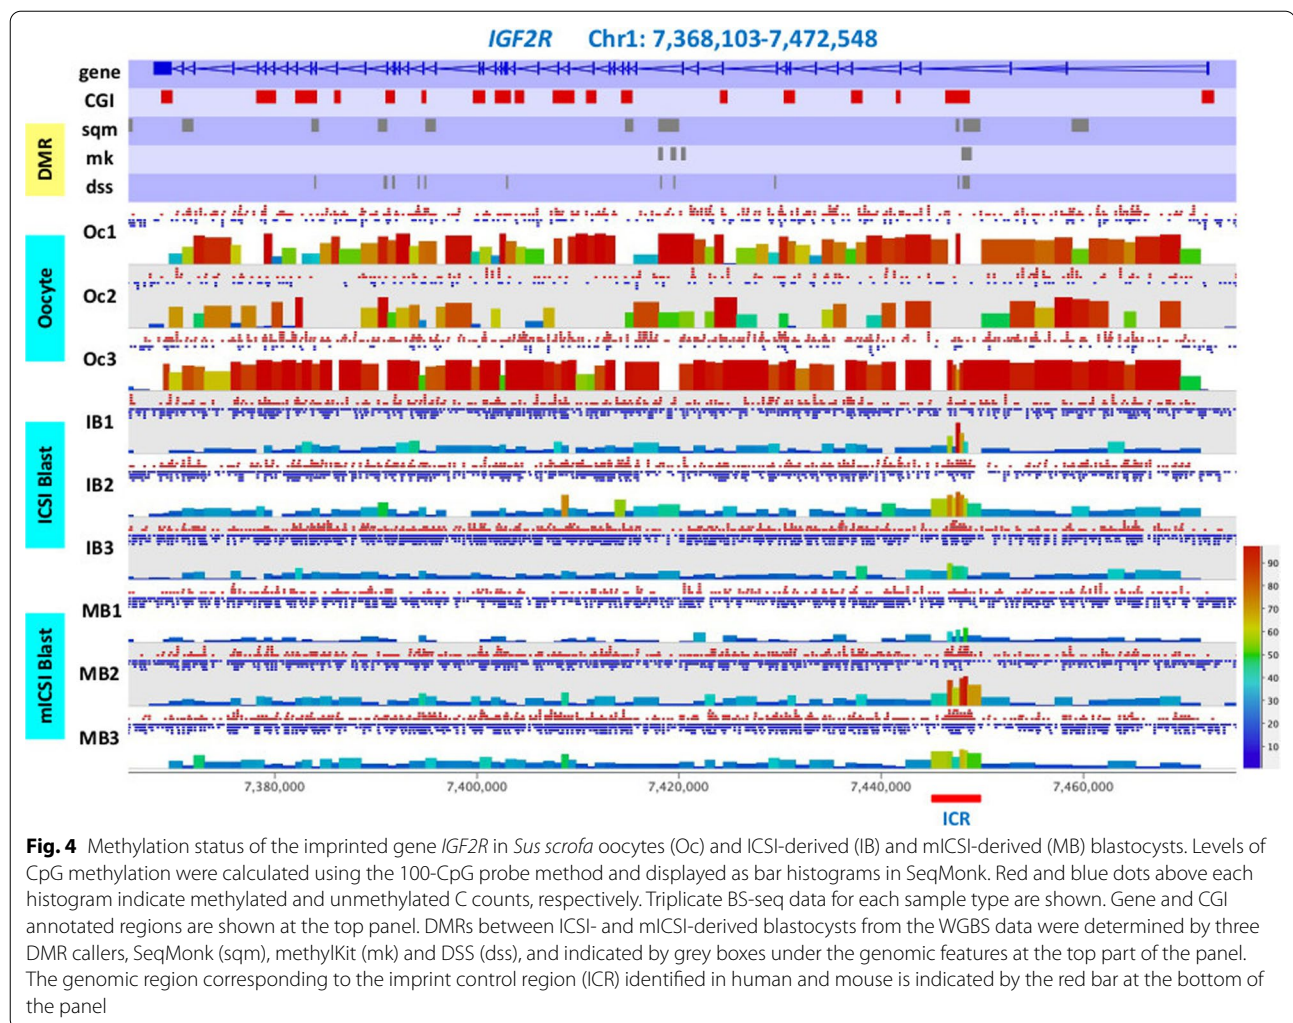 IGF2R Chr1: 7,368,103-7,472,548
gene
CGI
DMR
sqm
mk
dss
Oocyte
Oc1
Oc2
Oc3
ICSI Blast
IB1
IB2
IB3
mICSI Blast
MB1
MB2
MB3
90
80
70
60
50
40
30
20
10
7,380,000 7,400,000 7,420,000 7,440,000 7,460,000
ICR
Fig. 4 Methylation status of the imprinted gene IGF2R in Sus scrofa oocytes (Oc) and ICSI-derived (IB) and mICSI-derived (MB) blastocysts. Levels of
CpG methylation were calculated using the 100-CpG probe method and displayed as bar histograms in SeqMonk. Red and blue dots above each
histogram indicate methylated and unmethylated C counts, respectively. Triplicate BS-seq data for each sample type are shown. Gene and CGI
annotated regions are shown at the top panel. DMRs between ICSI- and mICSI-derived blastocysts from the WGBS data were determined by three
DMR callers, SeqMonk (sqm), methylKit (mk) and DSS (dss), and indicated by grey boxes under the genomic features at the top part of the panel.
The genomic region corresponding to the imprint control region (ICR) identified in human and mouse is indicated by the red bar at the bottom of
the panel